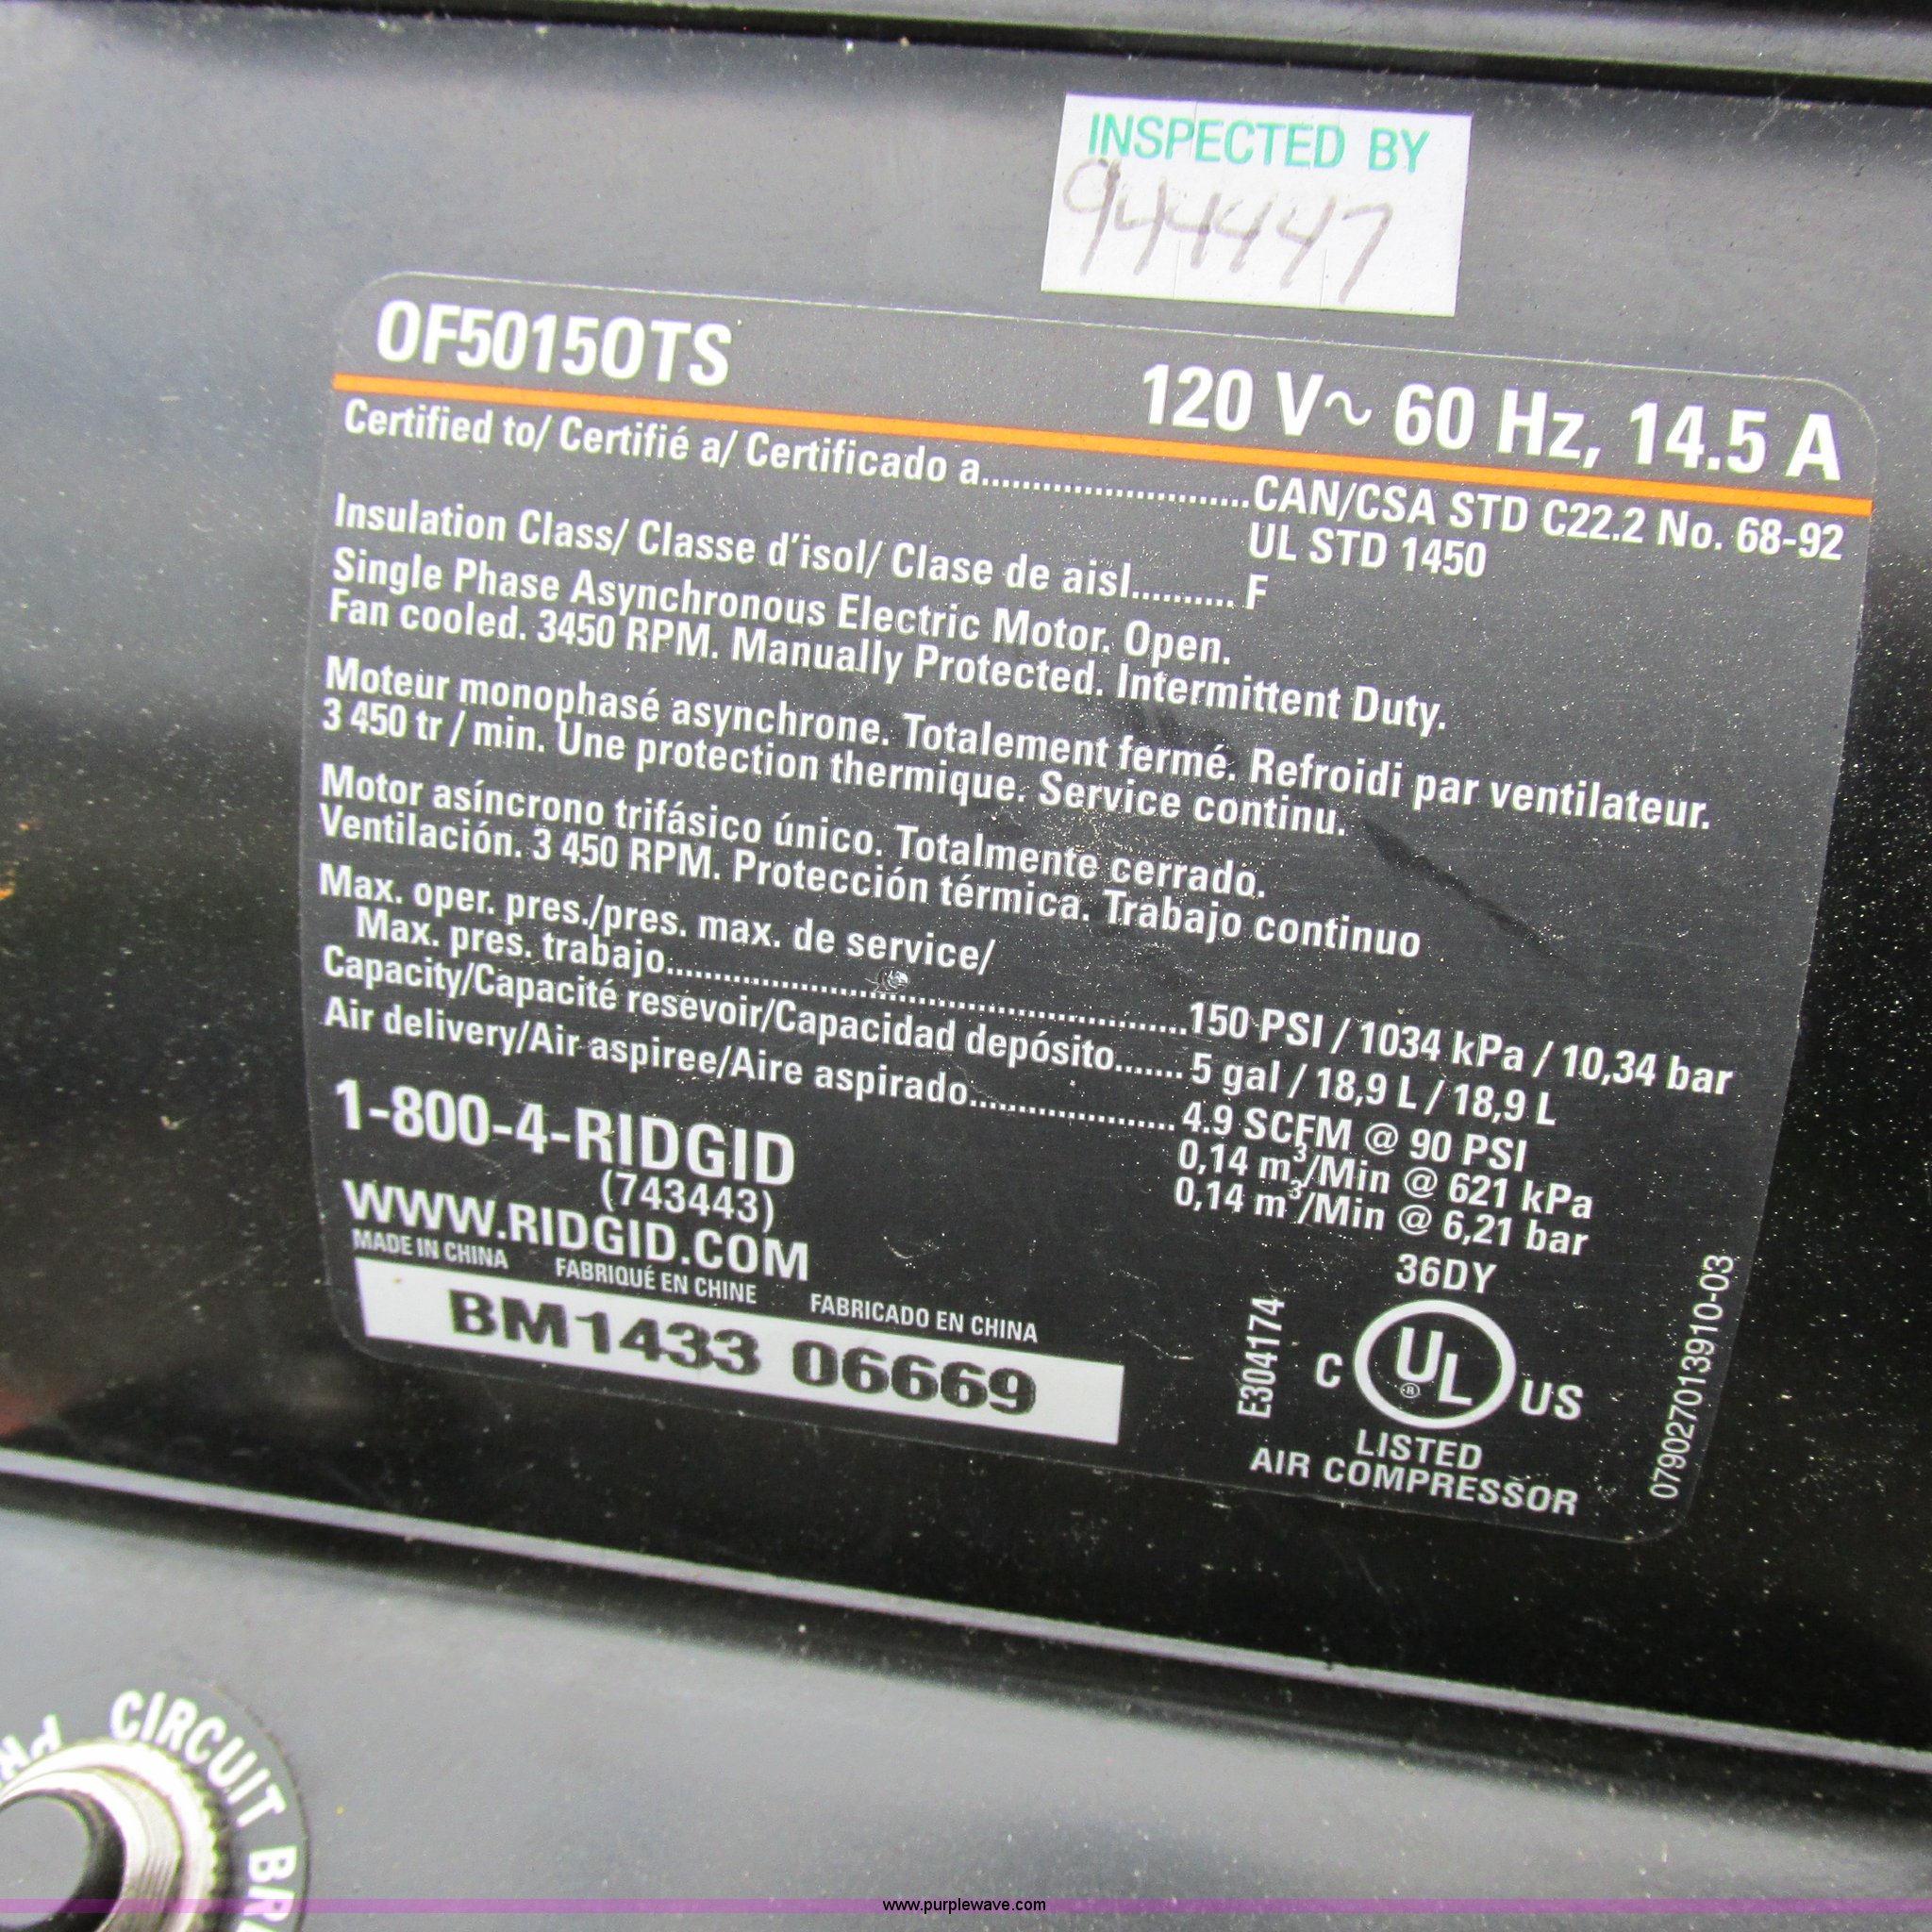 INSPECTED BY
944447
OF50150TS
120 V~ 60 Hz, 14.5 A
Certified to/ Certifié a/ Certificado a..........................CAN/CSA STD C22.2 No. 68-92
UL STD 1450
Insulation Class/ Classe d'isol/ Clase de aisl.......... F
Single Phase Asynchronous Electric Motor. Open.
Fan cooled. 3450 RPM. Manually Protected. Intermittent Duty.
Moteur monophasé asynchrone. Totalement fermé. Refroidi par ventilateur.
3 450 tr / min. Une protection thermique. Service continu.
Motor asíncrono trifásico único. Totalmente cerrado.
Ventilación. 3 450 RPM. Protección térmica. Trabajo continuo
Max. oper. pres./pres. max. de service/
Max. pres. trabajo..................................................150 PSI / 1034 kPa / 10,34 bar
Capacity/Capacité resevoir/Capacidad depósito....... 5 gal / 18,9 L / 18,9 L
Air delivery/Air aspiree/Aire aspirado.................... 4.9 SCFM @ 90 PSI
0,14 m³/Min @ 621 kPa
0,14 m³/Min @ 6,21 bar
1-800-4-RIDGID
(743443)
WWW.RIDGID.COM
MADE IN CHINA FABRIQUÉ EN CHINE FABRICADO EN CHINA
BM1433 06669
36DY
E304174
C UL ® US
LISTED
AIR COMPRESSOR
079027013910-03
CIRCUIT
www.purplewave.com